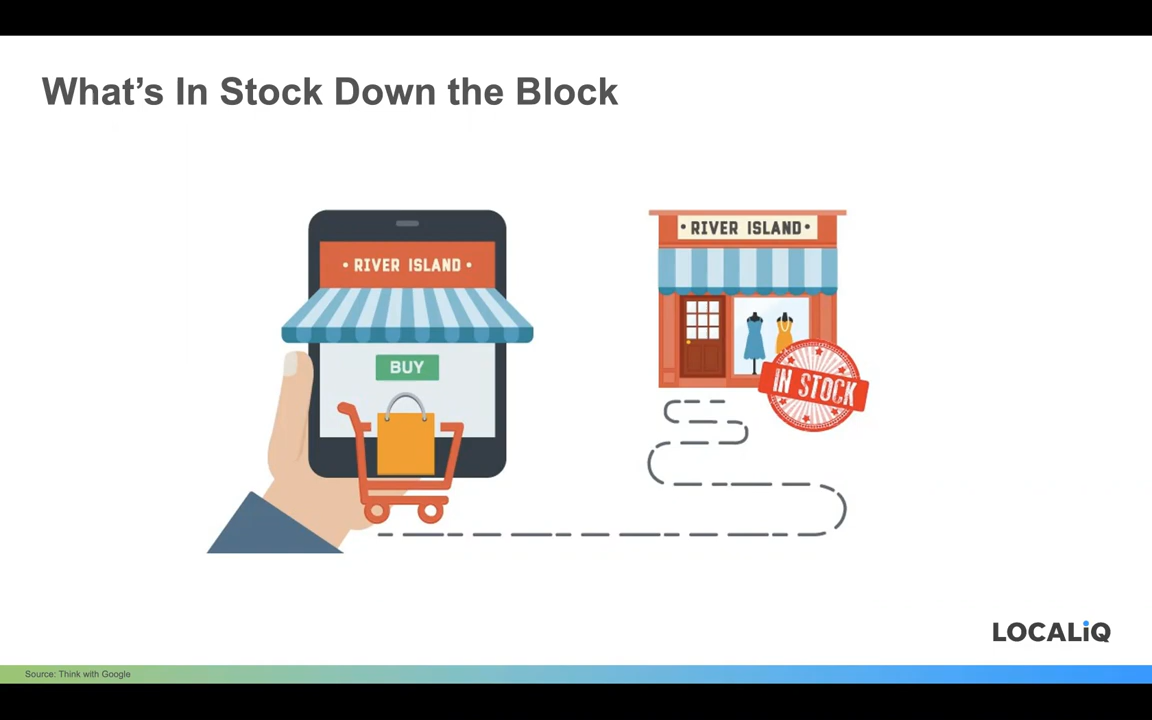 What's In Stock Down the Block
• RIVER ISLAND •
BUY
• RIVER ISLAND •
IN STOCK
LOCALiQ
Source: Think with Google